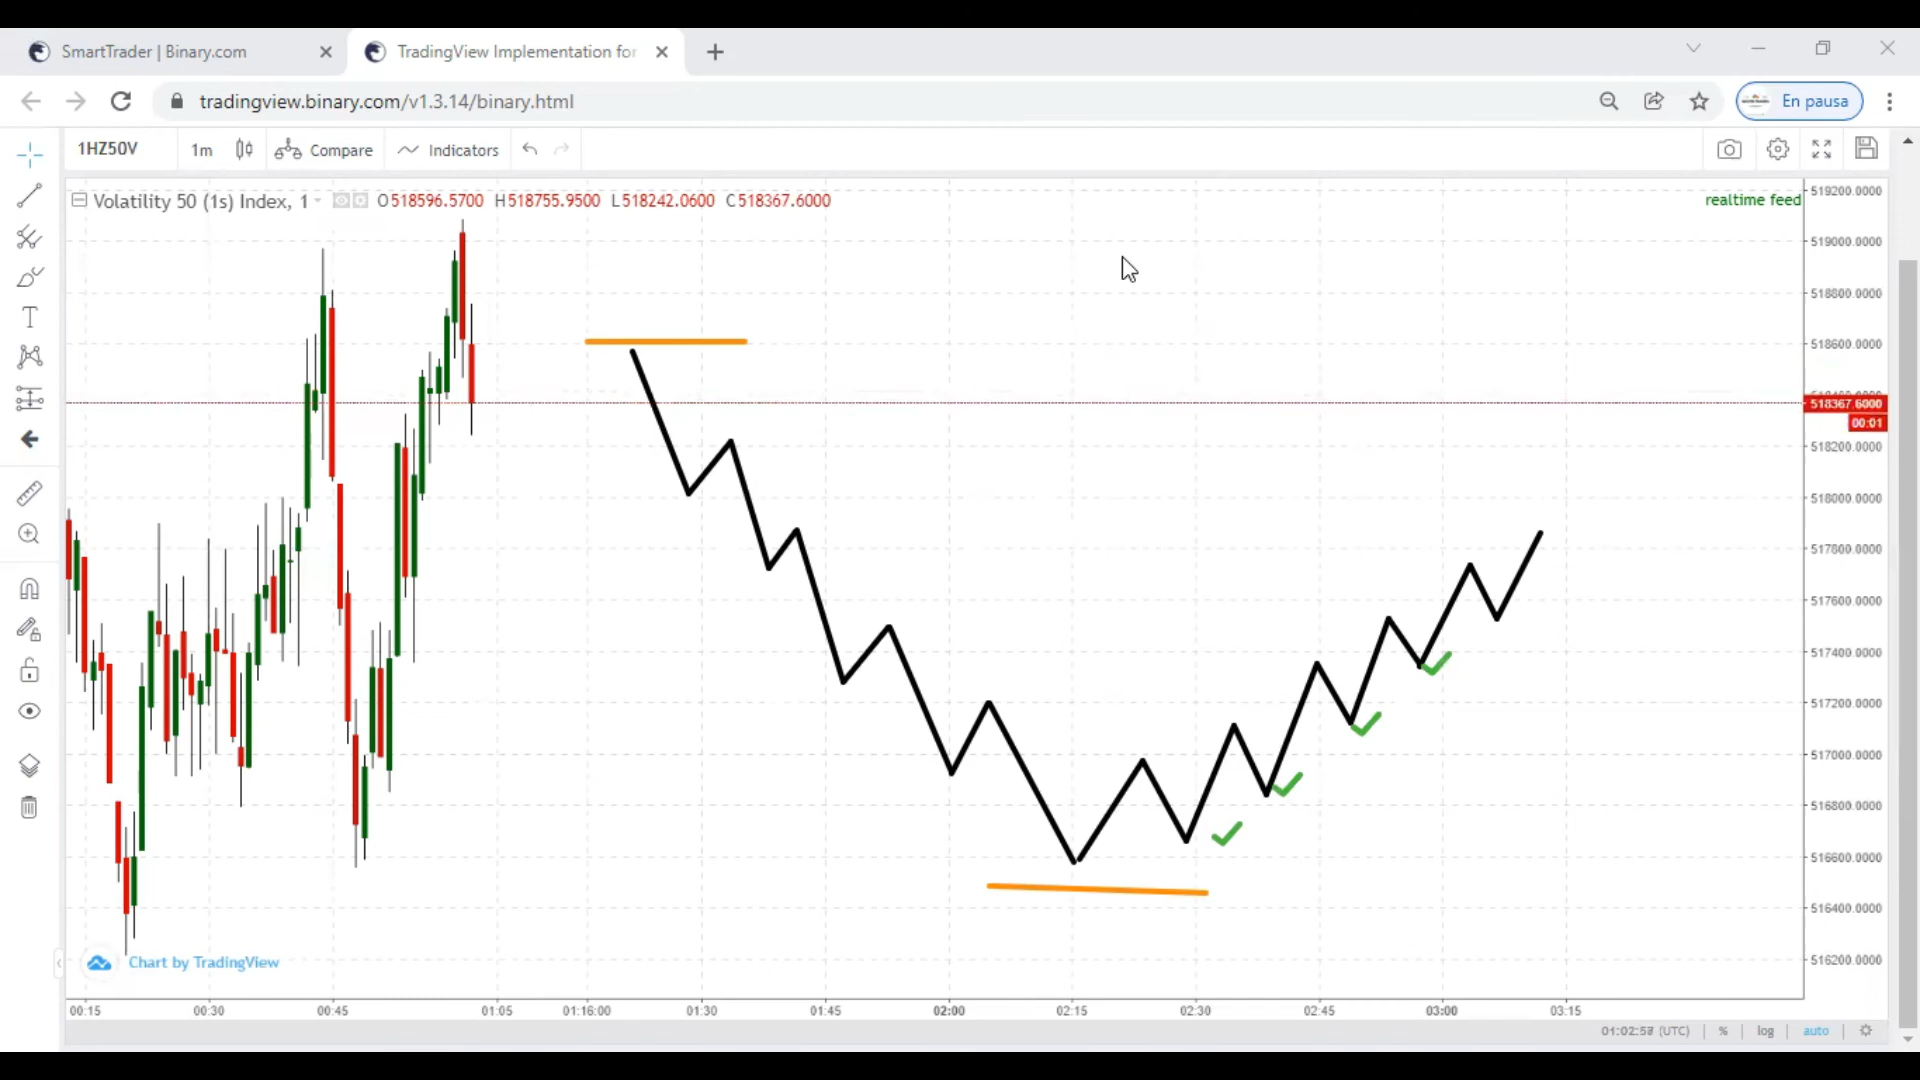 SmartTrader | Binary.com
TradingView Implementation for
tradingview.binary.com/v1.3.14/binary.html
En pausa
1HZ50V
1m
Compare
Indicators
Volatility 50 (1s) Index, 1
O518596.5700 H518755.9500 L518242.0600 C518367.6000
realtime feed
519200.0000
519000.0000
518800.0000
518600.0000
518367.6000
00:01
518200.0000
518000.0000
517800.0000
517600.0000
517400.0000
517200.0000
517000.0000
516800.0000
516600.0000
516400.0000
516200.0000
Chart by TradingView
00:15 00:30 00:45 01:05 01:16:00 01:30 01:45 02:00 02:15 02:30 02:45 03:00 03:15
(UTC) % log auto